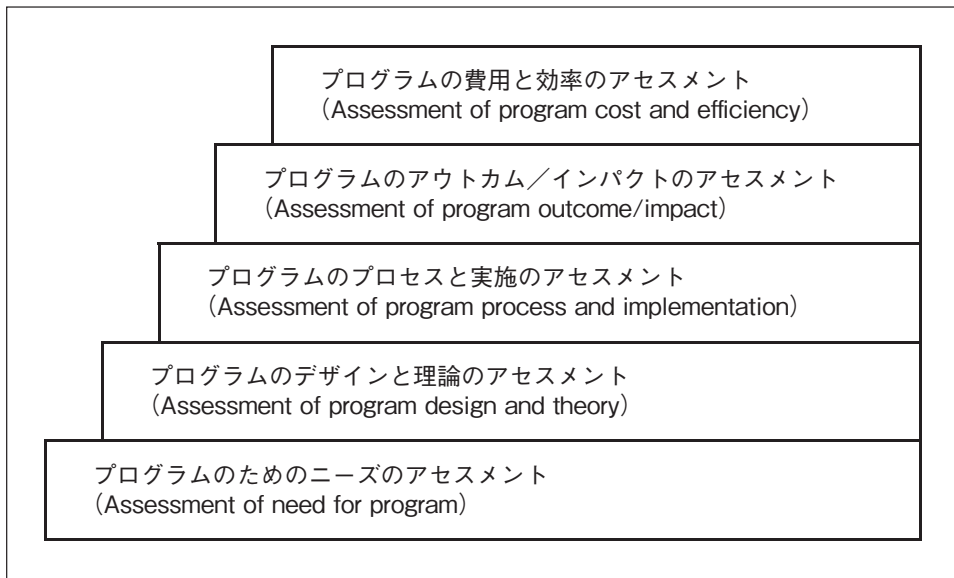 プログラムの費用と効率のアセスメント
（Assessment of program cost and efficiency）
プログラムのアウトカム／インパクトのアセスメント
（Assessment of program outcome/impact）
プログラムのプロセスと実施のアセスメント
（Assessment of program process and implementation）
プログラムのデザインと理論のアセスメント
（Assessment of program design and theory）
プログラムのためのニーズのアセスメント
（Assessment of need for program）